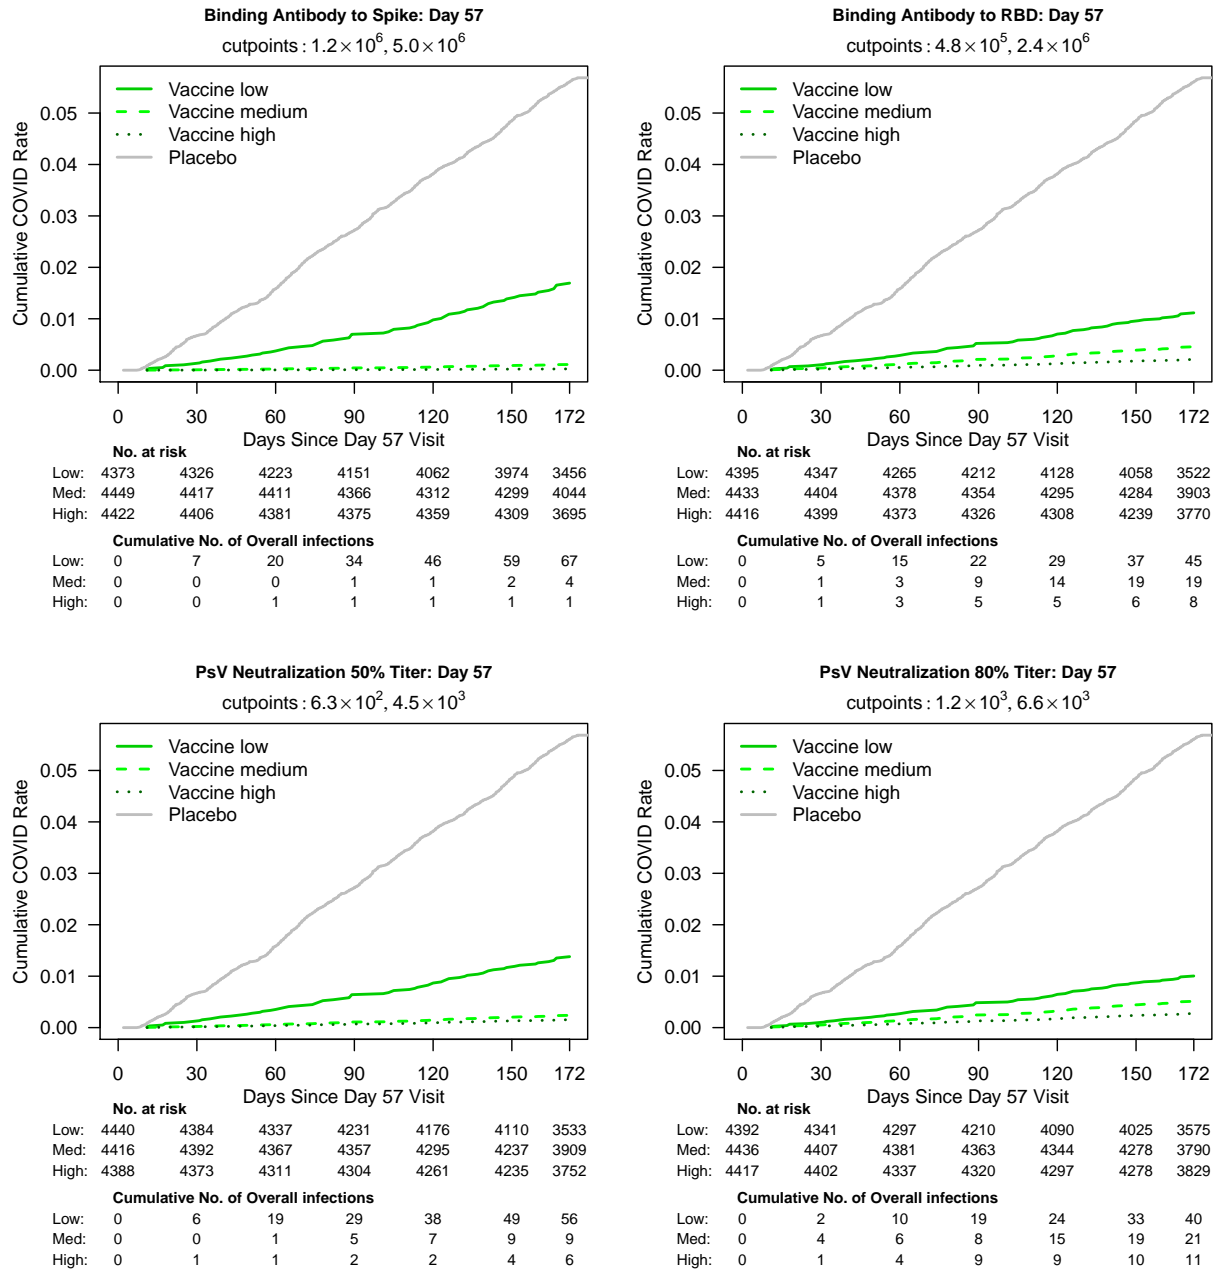 Binding Antibody to Spike: Day 57
cutpoints : 1.2 × 10^6, 5.0 × 10^6
Cumulative COVID Rate
0.05
0.04
0.03
0.02
0.01
0.00
Vaccine low
Vaccine medium
Vaccine high
Placebo
0 30 60 90 120 150 172
Days Since Day 57 Visit
No. at risk
Low: 4373 4326 4223 4151 4062 3974 3456
Med: 4449 4417 4411 4366 4312 4299 4044
High: 4422 4406 4381 4375 4359 4309 3695
Cumulative No. of Overall infections
Low: 0 7 20 34 46 59 67
Med: 0 0 0 1 1 2 4
High: 0 0 1 1 1 1 1
Binding Antibody to RBD: Day 57
cutpoints : 4.8 × 10^5, 2.4 × 10^6
Cumulative COVID Rate
0.05
0.04
0.03
0.02
0.01
0.00
Vaccine low
Vaccine medium
Vaccine high
Placebo
0 30 60 90 120 150 172
Days Since Day 57 Visit
No. at risk
Low: 4395 4347 4265 4212 4128 4058 3522
Med: 4433 4404 4378 4354 4295 4284 3903
High: 4416 4399 4373 4326 4308 4239 3770
Cumulative No. of Overall infections
Low: 0 5 15 22 29 37 45
Med: 0 1 3 9 14 19 19
High: 0 1 3 5 5 6 8
PsV Neutralization 50% Titer: Day 57
cutpoints : 6.3 × 10^2, 4.5 × 10^3
Cumulative COVID Rate
0.05
0.04
0.03
0.02
0.01
0.00
Vaccine low
Vaccine medium
Vaccine high
Placebo
0 30 60 90 120 150 172
Days Since Day 57 Visit
No. at risk
Low: 4440 4384 4337 4231 4176 4110 3533
Med: 4416 4392 4367 4357 4295 4237 3909
High: 4388 4373 4311 4304 4261 4235 3752
Cumulative No. of Overall infections
Low: 0 6 19 29 38 49 56
Med: 0 0 1 5 7 9 9
High: 0 1 1 2 2 4 6
PsV Neutralization 80% Titer: Day 57
cutpoints : 1.2 × 10^3, 6.6 × 10^3
Cumulative COVID Rate
0.05
0.04
0.03
0.02
0.01
0.00
Vaccine low
Vaccine medium
Vaccine high
Placebo
0 30 60 90 120 150 172
Days Since Day 57 Visit
No. at risk
Low: 4392 4341 4297 4210 4090 4025 3575
Med: 4436 4407 4381 4363 4344 4278 3790
High: 4417 4402 4337 4320 4297 4278 3829
Cumulative No. of Overall infections
Low: 0 2 10 19 24 33 40
Med: 0 4 6 8 15 19 21
High: 0 1 4 9 9 10 11